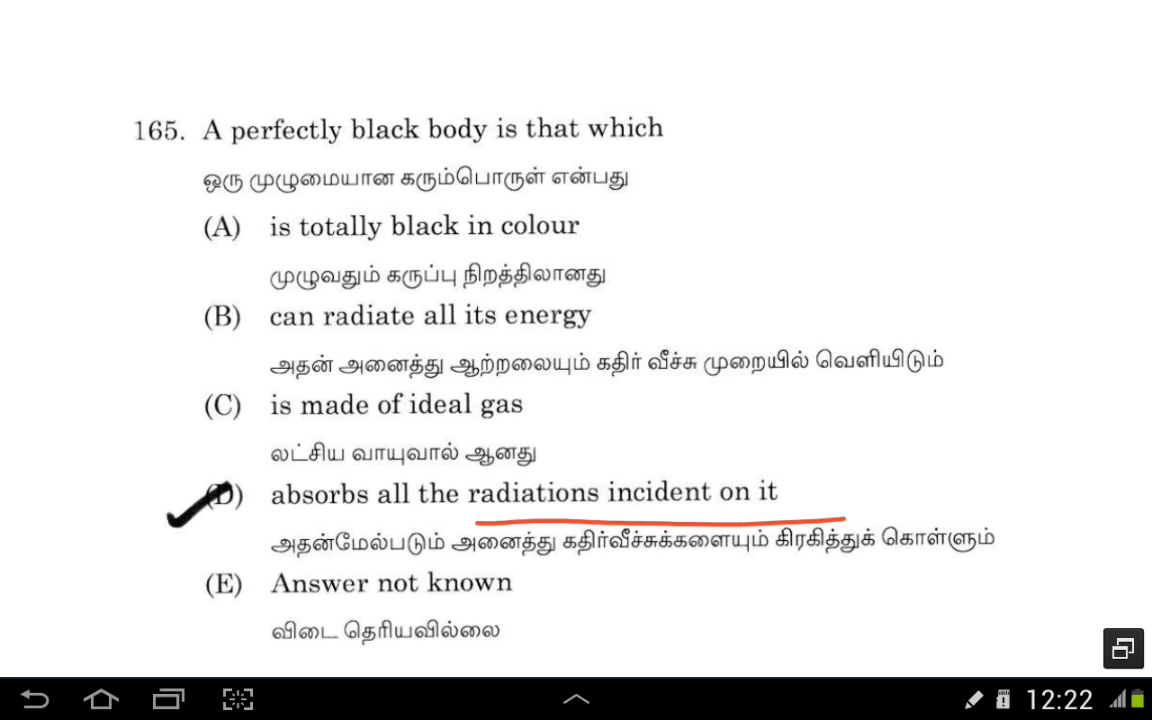 165. A perfectly black body is that which
ஒரு முழுமையான கரும்பொருள் என்பது
(A) is totally black in colour
முழுவதும் கருப்பு நிறத்திலானது
(B) can radiate all its energy
அதன் அனைத்து ஆற்றலையும் கதிர் வீச்சு முறையில் வெளியிடும்
(C) is made of ideal gas
லட்சிய வாயுவால் ஆனது
(D) absorbs all the radiations incident on it
அதன்மேல்படும் அனைத்து கதிர்வீச்சுக்களையும் கிரகித்துக் கொள்ளும்
(E) Answer not known
விடை தெரியவில்லை
12:22